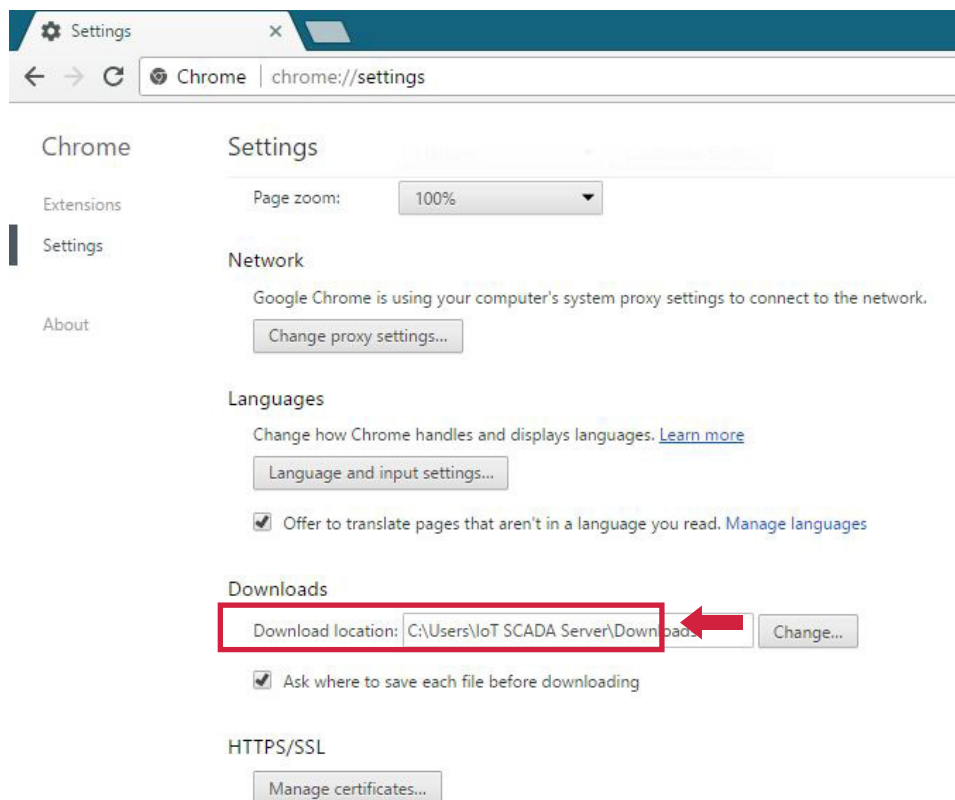 Settings
Chrome | chrome://settings
Chrome
Settings
Extensions
Settings
About
Page zoom: 100%
Network
Google Chrome is using your computer's system proxy settings to connect to the network.
Change proxy settings...
Languages
Change how Chrome handles and displays languages. Learn more
Language and input settings...
Offer to translate pages that aren't in a language you read. Manage languages
Downloads
Download location: C:\Users\IoT SCADA Server\Downloads Change...
Ask where to save each file before downloading
HTTPS/SSL
Manage certificates...